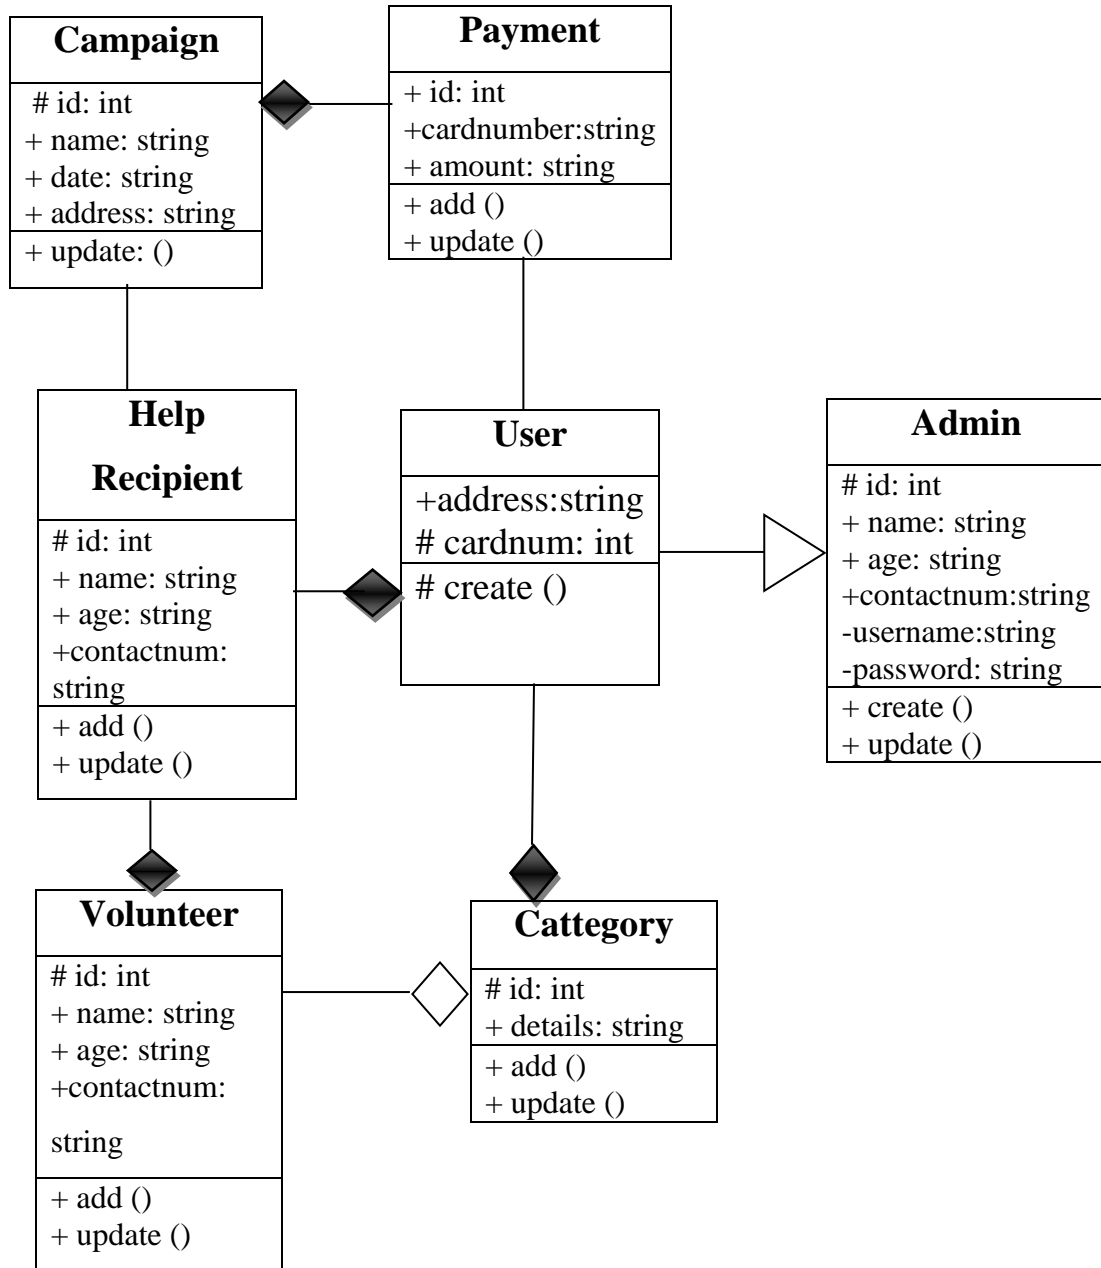 Campaign
# id: int
+ name: string
+ date: string
+ address: string
+ update: ()
Payment
+ id: int
+cardnumber:string
+ amount: string
+ add ()
+ update ()
Help
Recipient
# id: int
+ name: string
+ age: string
+contactnum:
string
+ add ()
+ update ()
User
+address:string
# cardnum: int
# create ()
Admin
# id: int
+ name: string
+ age: string
+contactnum:string
-username:string
-password: string
+ create ()
+ update ()
Volunteer
# id: int
+ name: string
+ age: string
+contactnum:
string
+ add ()
+ update ()
Cattegory
# id: int
+ details: string
+ add ()
+ update ()